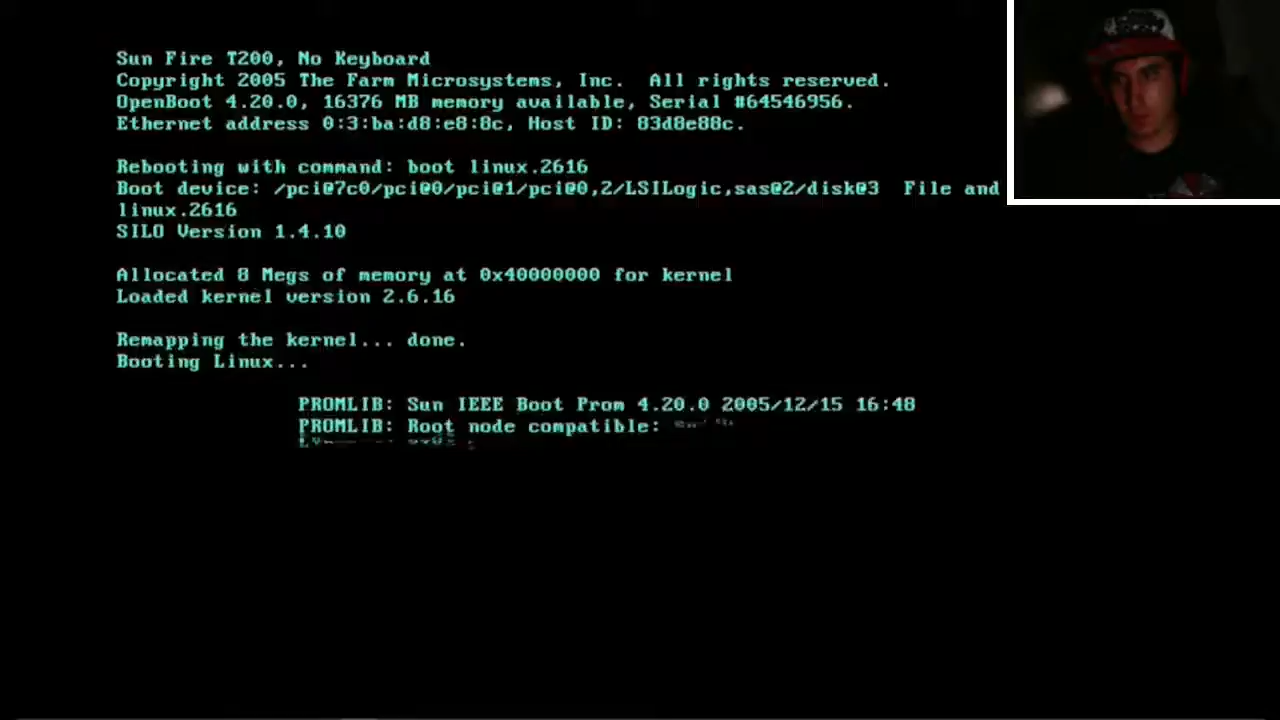 Sun Fire T200, No Keyboard
Copyright 2005 The Farm Microsystems, Inc. All rights reserved.
OpenBoot 4.20.0, 16376 MB memory available, Serial #64546956.
Ethernet address 0:3:ba:d8:e8:8c, Host ID: 83d8e88c.
Rebooting with command: boot linux.2616
Boot device: /pci@7c0/pci@0/pci@1/pci@0,2/LSILogic,sas@2/disk@3 File and
linux.2616
SILO Version 1.4.10
Allocated 8 Megs of memory at 0x40000000 for kernel
Loaded kernel version 2.6.16
Remapping the kernel... done.
Booting Linux...
PROMLIB: Sun IEEE Boot Prom 4.20.0 2005/12/15 16:48
PROMLIB: Root node compatible: